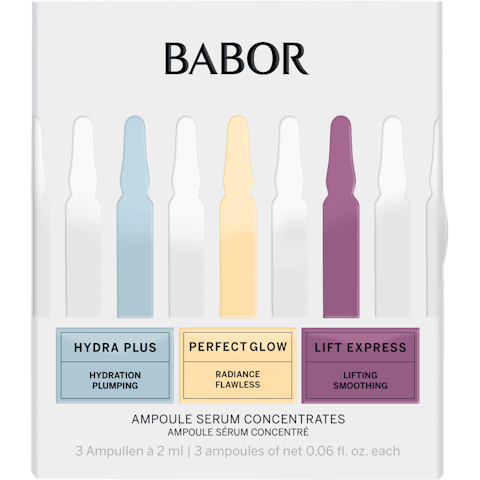 BABOR
HYDRA PLUS
HYDRATION
PLUMPING
PERFECT GLOW
RADIANCE
FLAWLESS
LIFT EXPRESS
LIFTING
SMOOTHING
AMPOULE SERUM CONCENTRATES
AMPOULE SÉRUM CONCENTRÉ
3 Ampullen à 2 ml | 3 ampoules of net 0.06 fl. oz. each